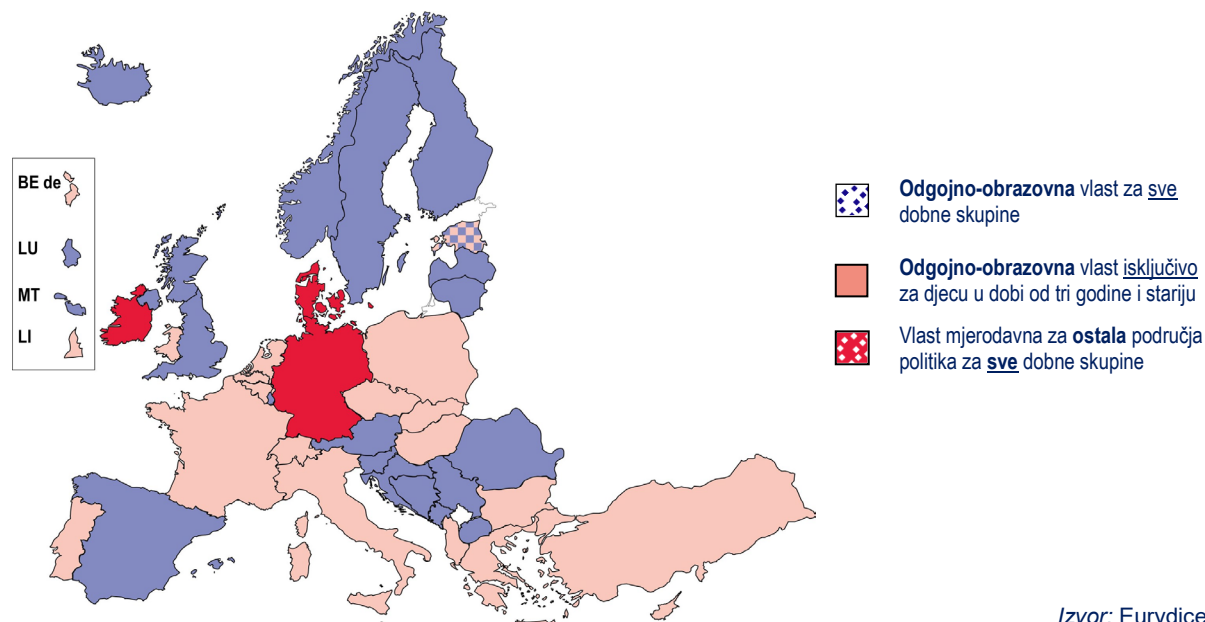 BE de
LU
MT
LI
Odgojno-obrazovna vlast za sve
dobne skupine
Odgojno-obrazovna vlast isključivo
za djecu u dobi od tri godine i stariju
Vlast mjerodavna za ostala područja
politika za sve dobne skupine
Izvor: Eurydice